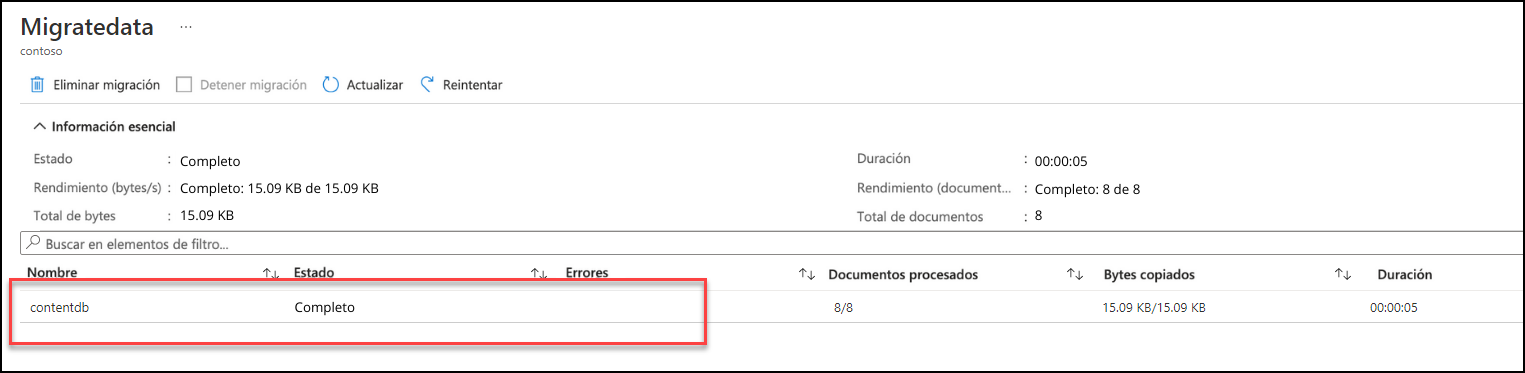 Migratedata ...
contoso
Eliminar migración Detener migración Actualizar Reintentar
Información esencial
Estado : Completo Duración : 00:00:05
Rendimiento (bytes/s) : Completo: 15.09 KB de 15.09 KB Rendimiento (document... : Completo: 8 de 8
Total de bytes : 15.09 KB Total de documentos : 8
Buscar en elementos de filtro...
Nombre Estado Errores Documentos procesados Bytes copiados Duración
contentdb Completo 8/8 15.09 KB/15.09 KB 00:00:05